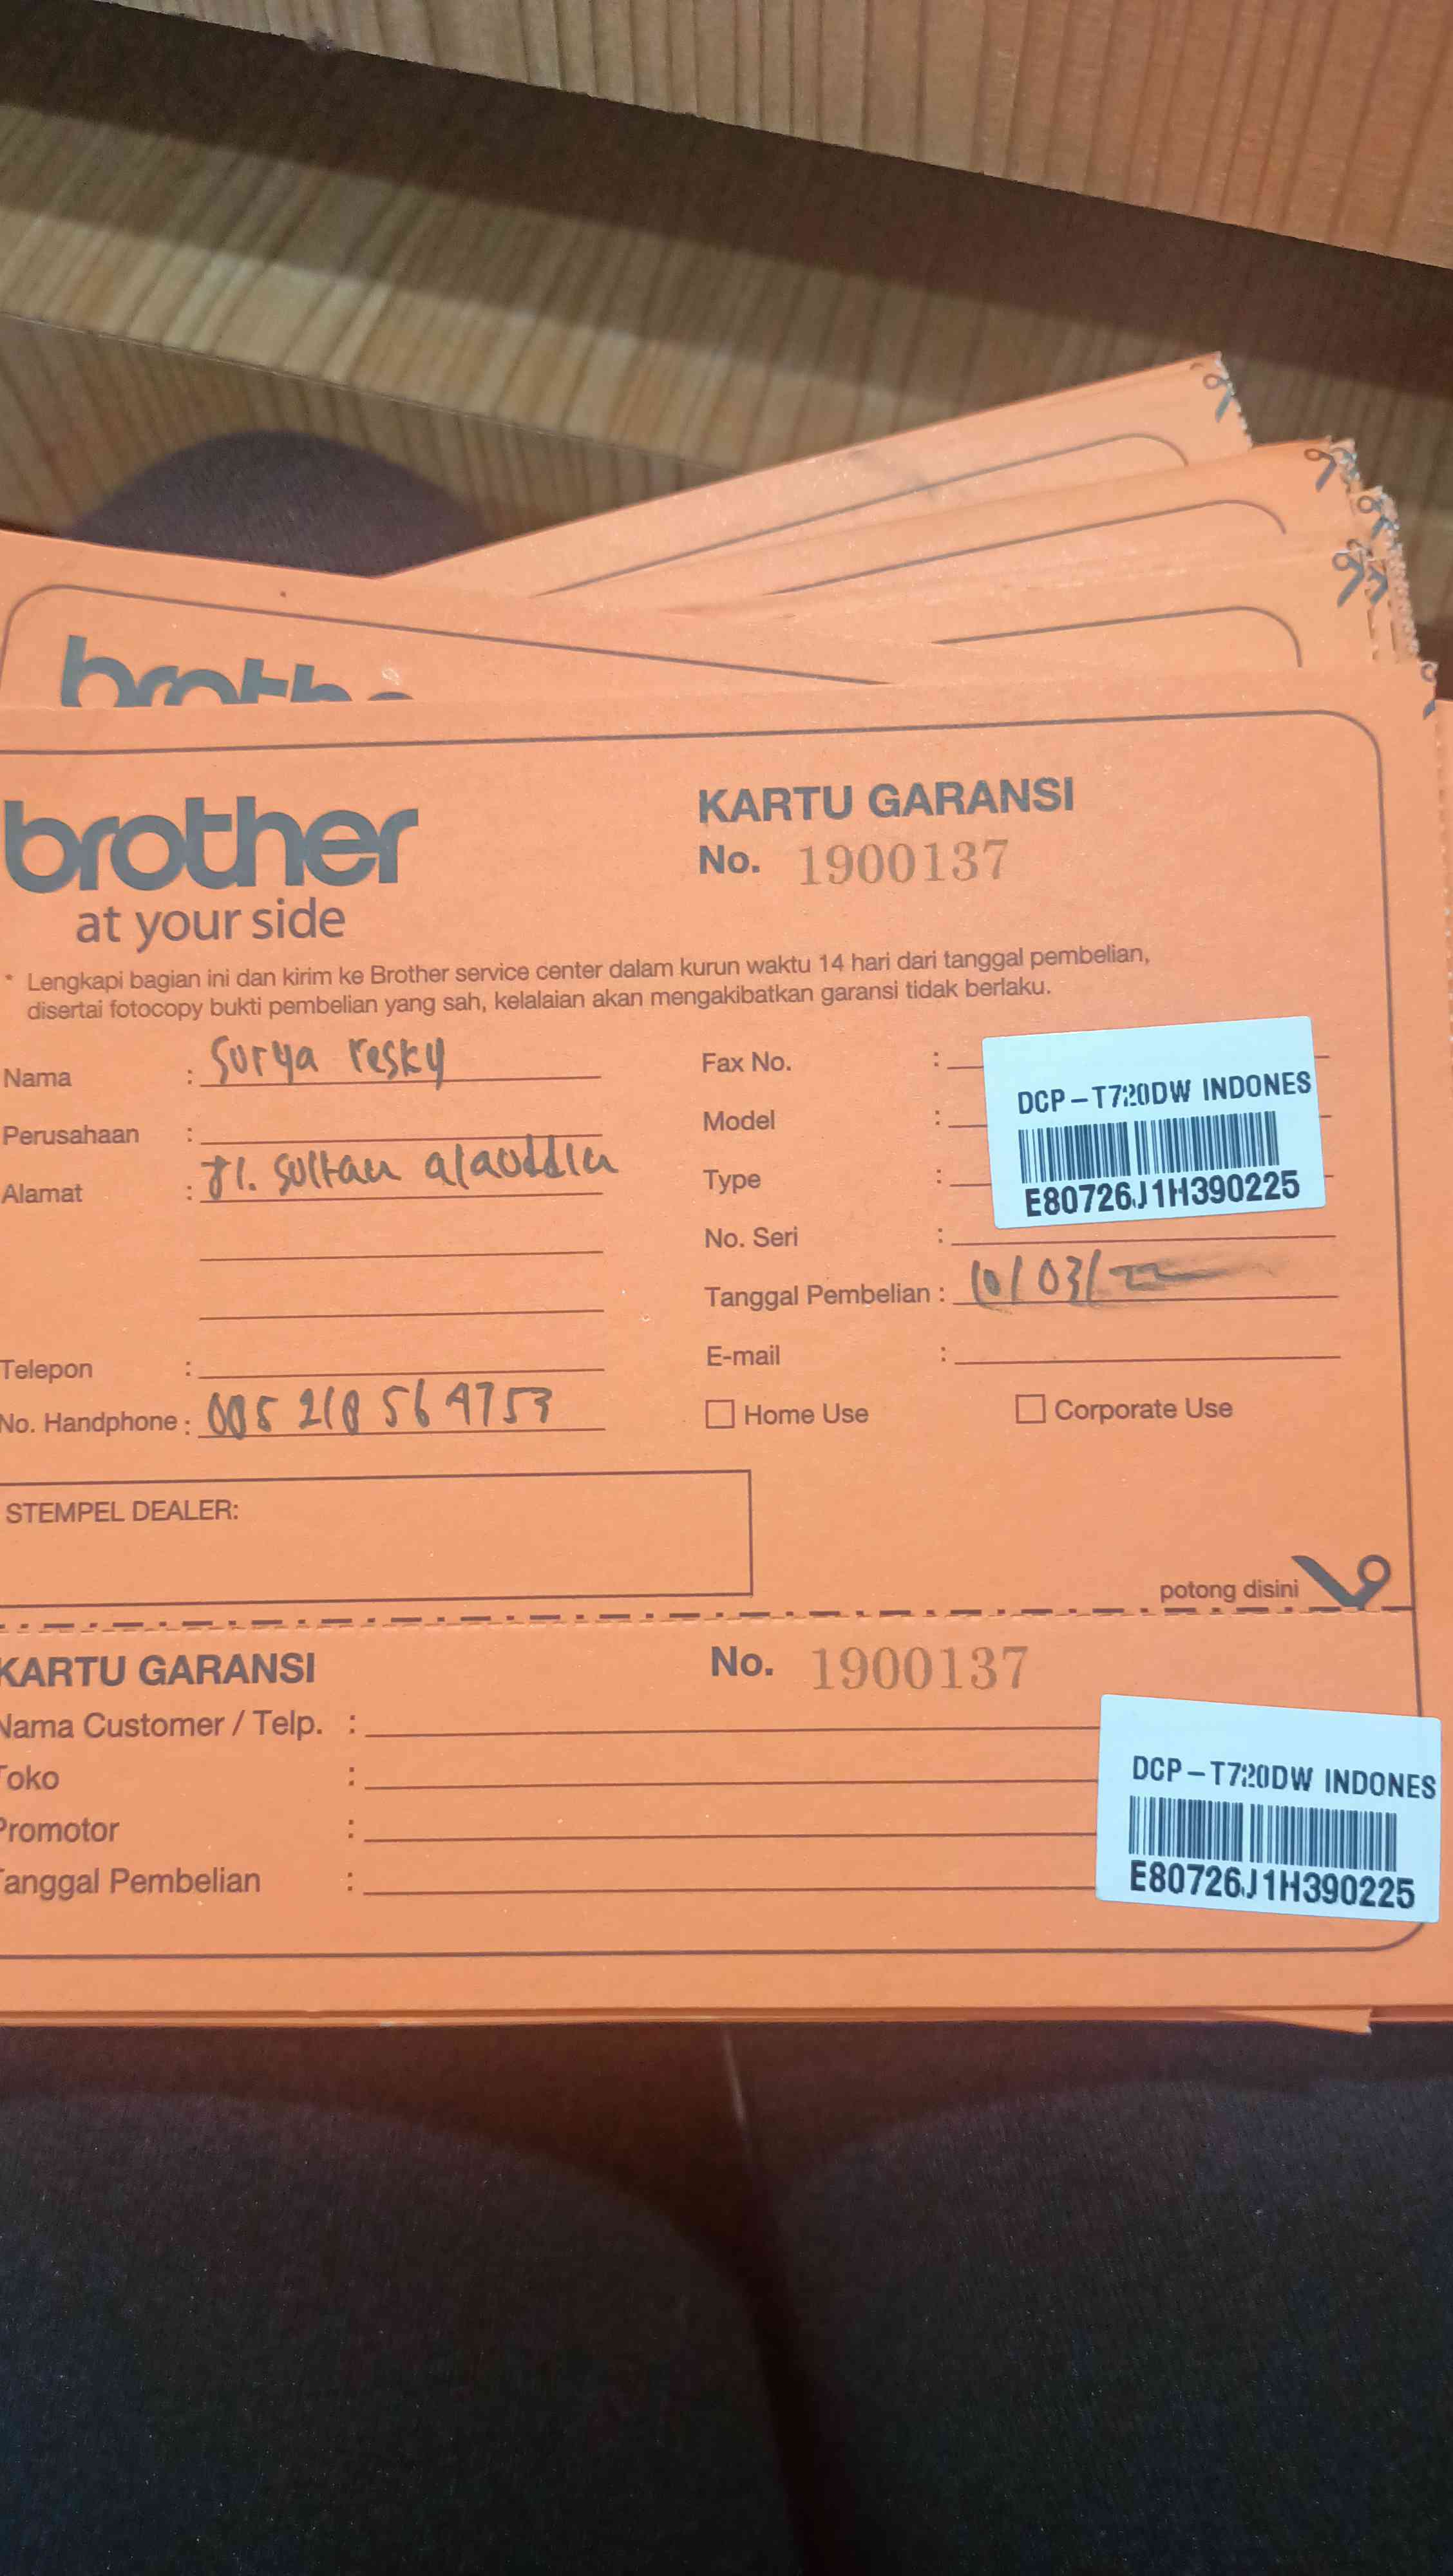 broth
brother
at your side
KARTU GARANSI
No. 1900137
* Lengkapi bagian ini dan kirim ke Brother service center dalam kurun waktu 14 hari dari tanggal pembelian,
disertai fotocopy bukti pembelian yang sah, kelalaian akan mengakibatkan garansi tidak berlaku.
Nama : Surya resky
Perusahaan :
Alamat : Jl. Sultan alauddin
Telepon :
No. Handphone : 085 218 564753
Fax No. :
Model :
Type :
No. Seri :
DCP-T720DW INDONES
E80726J1H390225
Tanggal Pembelian : 10/03/22
E-mail :
Home Use Corporate Use
STEMPEL DEALER:
potong disini
KARTU GARANSI No. 1900137
Nama Customer / Telp. :
Toko :
Promotor :
Tanggal Pembelian :
DCP-T720DW INDONES
E80726J1H390225